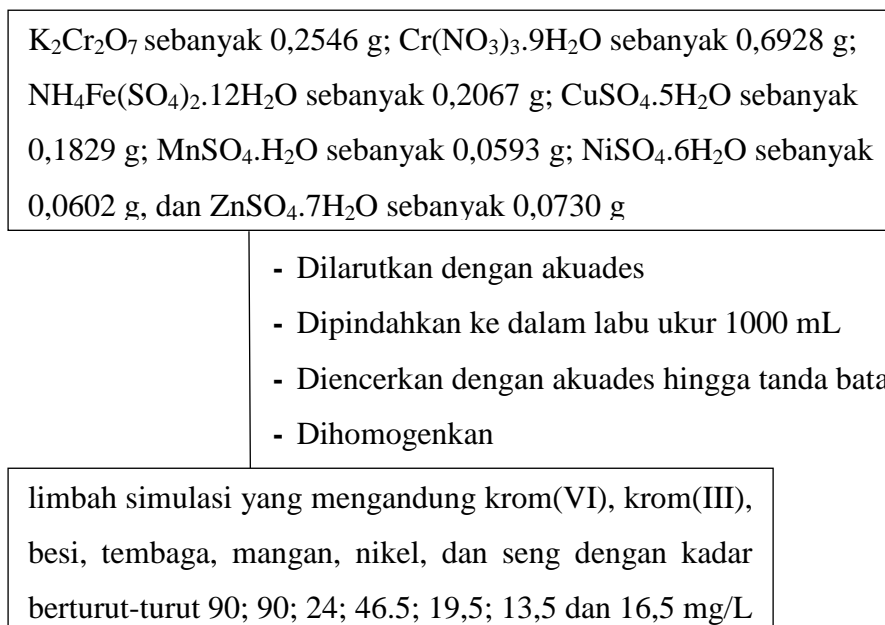 K₂Cr₂O₇ sebanyak 0,2546 g; Cr(NO₃)₃.9H₂O sebanyak 0,6928 g;
NH₄Fe(SO₄)₂.12H₂O sebanyak 0,2067 g; CuSO₄.5H₂O sebanyak
0,1829 g; MnSO₄.H₂O sebanyak 0,0593 g; NiSO₄.6H₂O sebanyak
0,0602 g, dan ZnSO₄.7H₂O sebanyak 0,0730 g
- Dilarutkan dengan akuades
- Dipindahkan ke dalam labu ukur 1000 mL
- Diencerkan dengan akuades hingga tanda bata
- Dihomogenkan
limbah simulasi yang mengandung krom(VI), krom(III),
besi, tembaga, mangan, nikel, dan seng dengan kadar
berturut-turut 90; 90; 24; 46.5; 19,5; 13,5 dan 16,5 mg/L